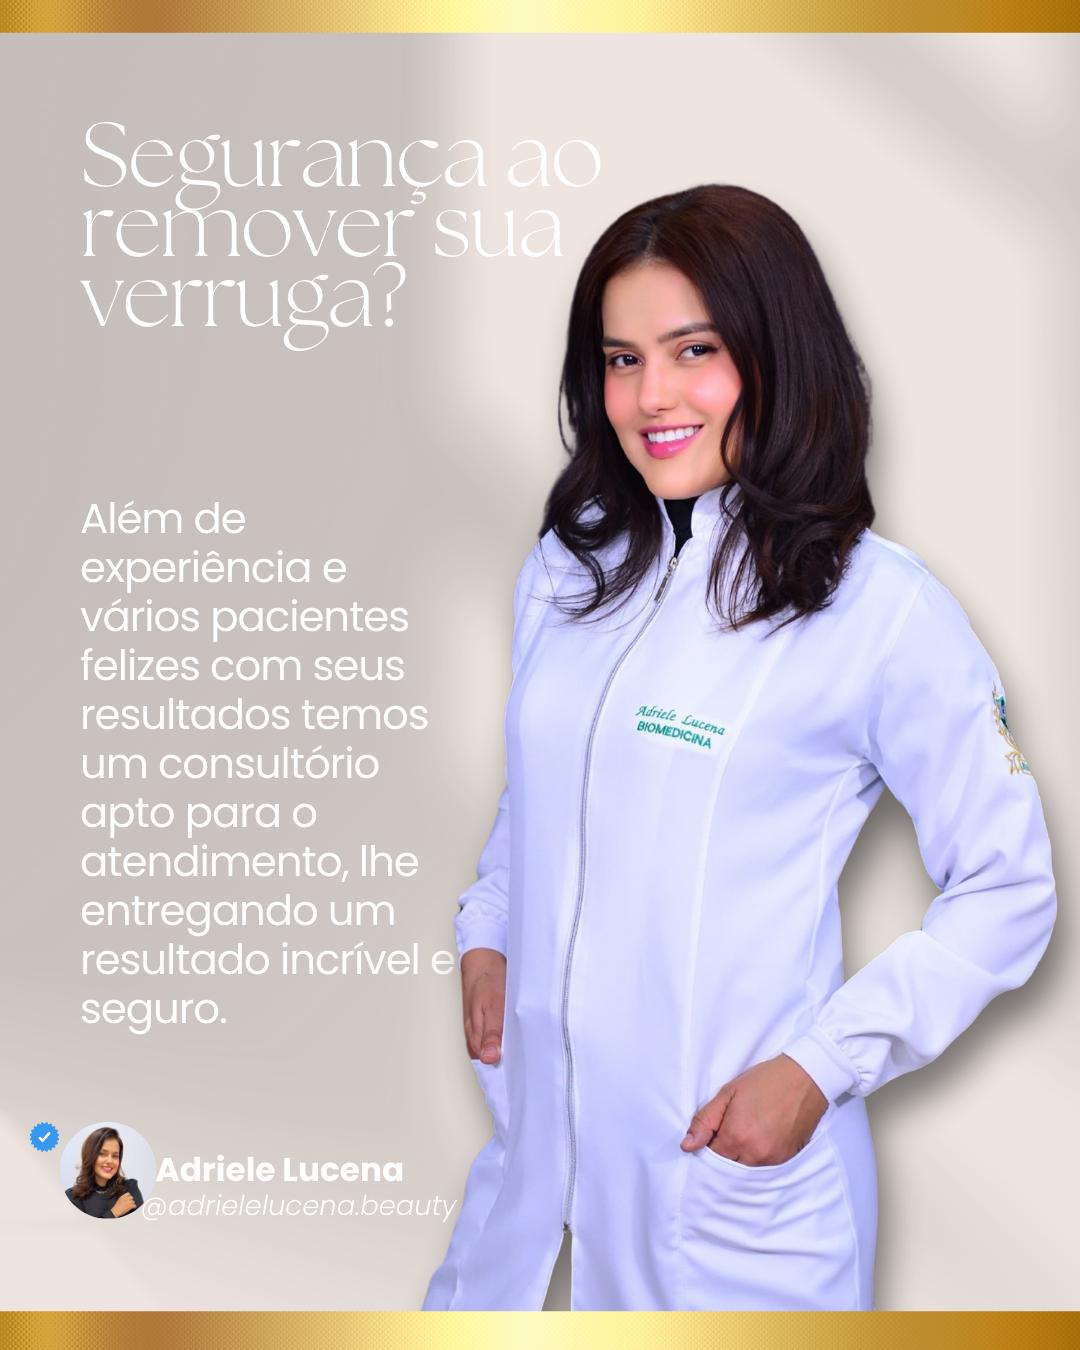 Segurança ao
remover sua
verruga?
Além de
experiência e
vários pacientes
felizes com seus
resultados temos
um consultório
apto para o
atendimento, lhe
entregando um
resultado incrível e
seguro.
Adriele Lucena
BIOMEDICINA
Adriele Lucena
@adrielelucena.beauty